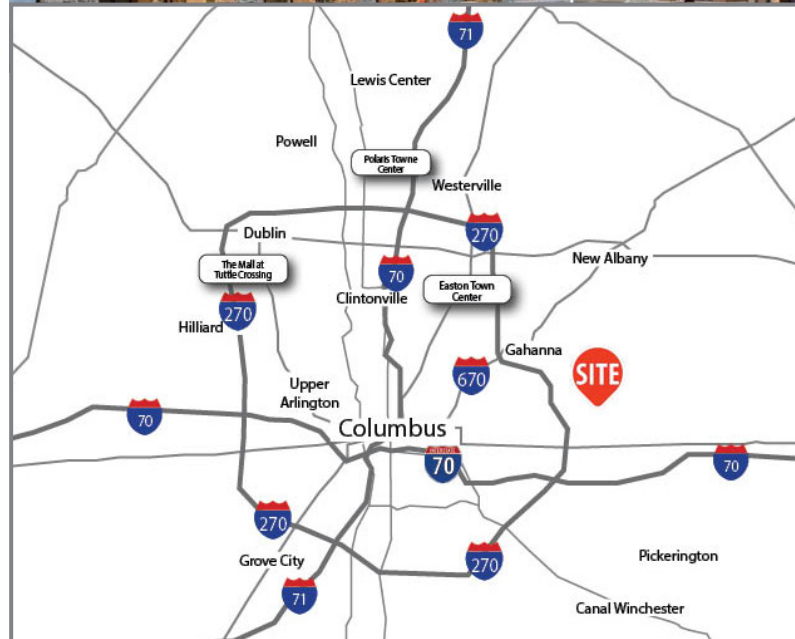 71
Lewis Center
Powell
Polaris Towne
Center
Westerville
270
Dublin
New Albany
The Mall at
Tuttle Crossing
70
Easton Town
Center
Clintonville
270
Hilliard
Gahanna
670
SITE
Upper
Arlington
70
Columbus
70
70
270
Grove City
270
Pickerington
71
Canal Winchester